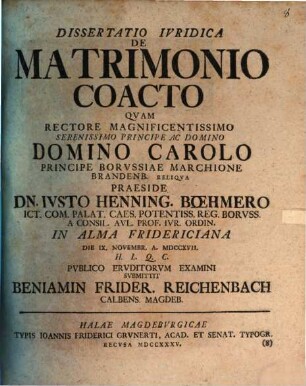 DISSERTATIO IVRIDICA
DE
MATRIMONIO
COACTO
QVAM
RECTORE MAGNIFICENTISSIMO
SERENISSIMO PRINCIPE AC DOMINO
DOMINO CAROLO
PRINCIPE BORVSSIAE MARCHIONE
BRANDENB. RELIQVA
PRAESIDE
DN. IVSTO HENNING. BŒHMERO
ICT. COM. PALAT. CAES. POTENTISS. REG. BORVSS.
A CONSIL. AVL. PROF. IVR. ORDIN.
IN ALMA FRIDERICIANA
DIE IX. NOVEMBR. A. MDCCXVII.
H. L. Q. C.
PVBLICO ERVDITORVM EXAMINI
SVBMITTIT
BENIAMIN FRIDER. REICHENBACH
CALBENS. MAGDEB.
HALAE MAGDEBVRGICAE
TYPIS IOANNIS FRIDERICI GRVNERTI, ACAD. ET SENAT. TYPOGR.
RECVSA MDCCXXXV.
(8)